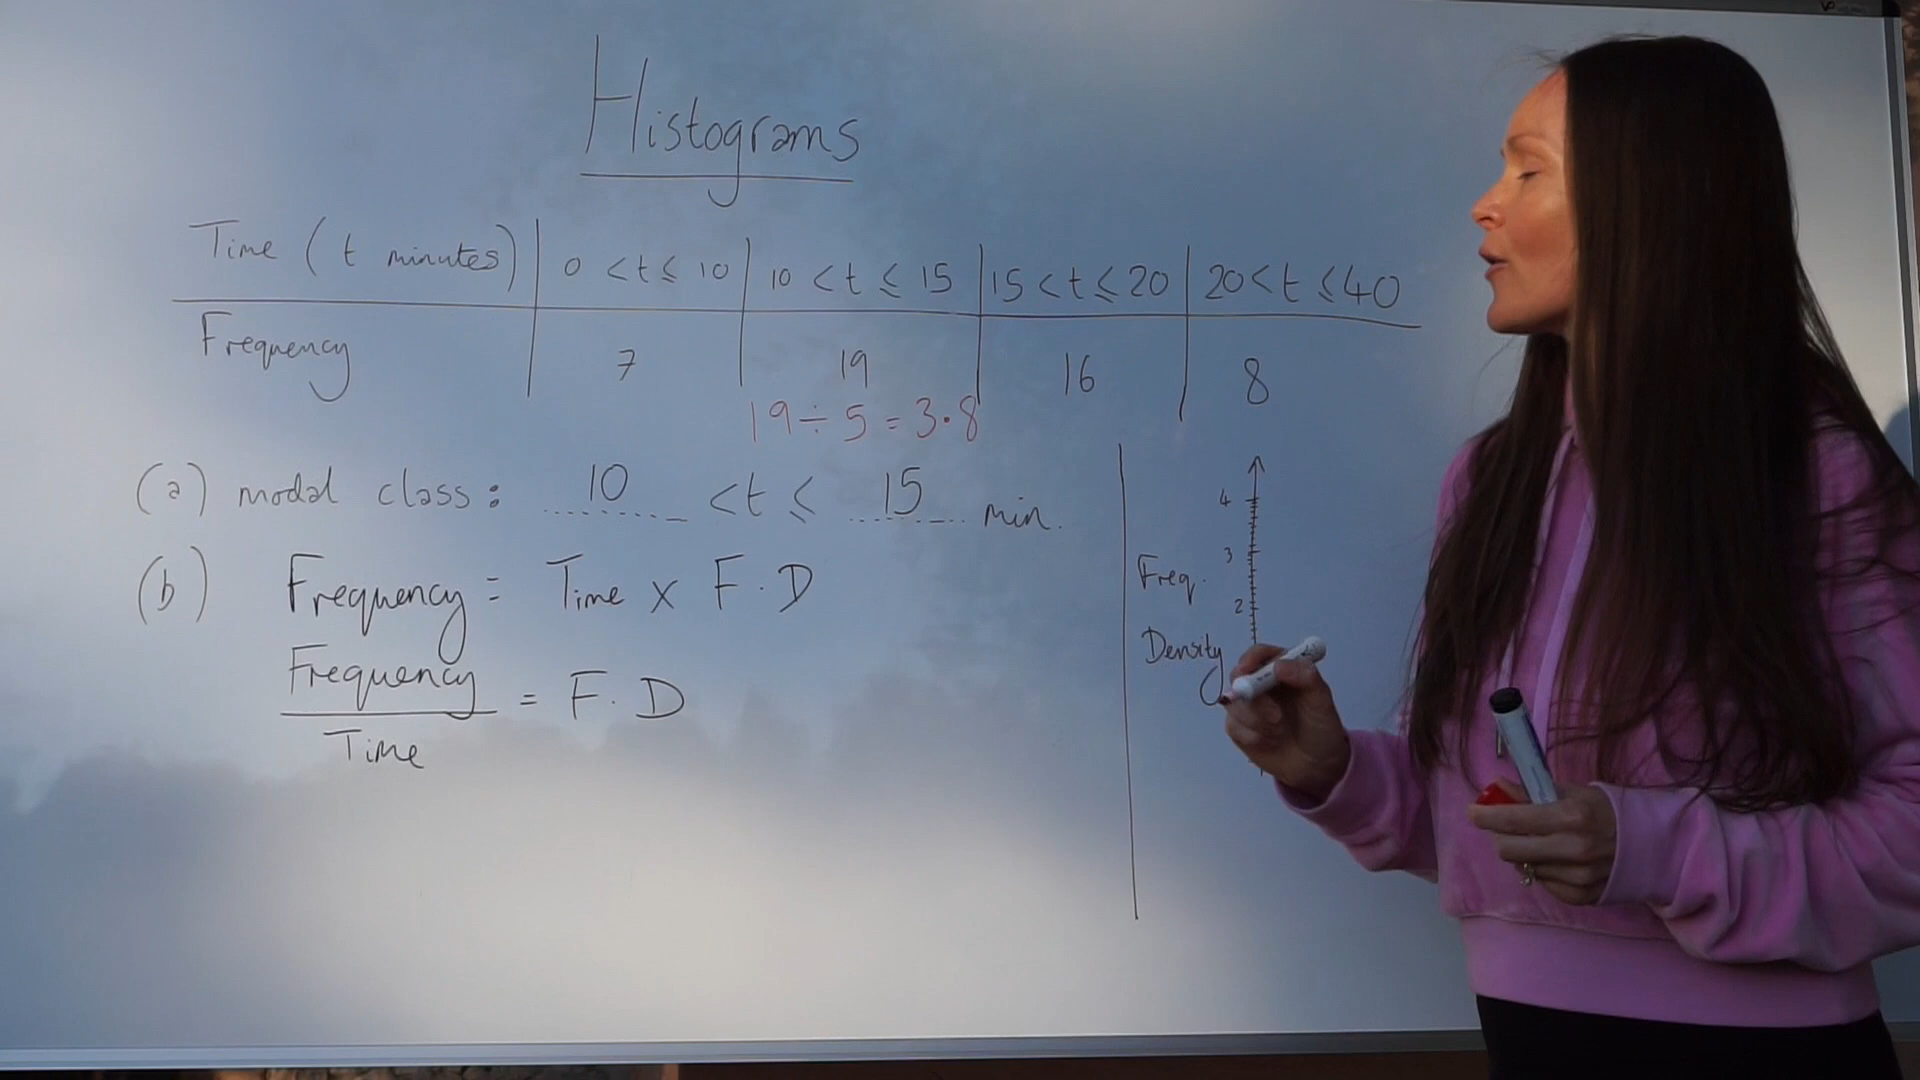 Histograms
Time (t minutes) 0 < t ≤ 10 10 < t ≤ 15 15 < t ≤ 20 20 < t ≤ 40
Frequency 7 19 16 8
19 ÷ 5 = 3·8
(a) modal class: 10 < t ≤ 15 min.
(b) Frequency = Time x F.D
Frequency
Time
= F.D
4
3
Freq.
2
Density